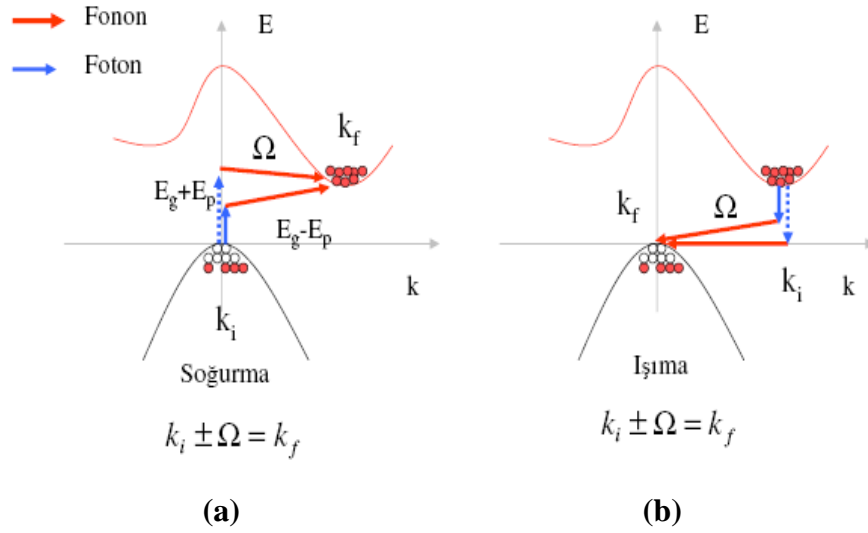 Fonon
Foton
E
k_f
Ω
E_g+E_p
E_g-E_p
k
k_i
Soğurma
k_i ± Ω = k_f
(a)
E
k_f
Ω
k_i
k
Işıma
k_i ± Ω = k_f
(b)